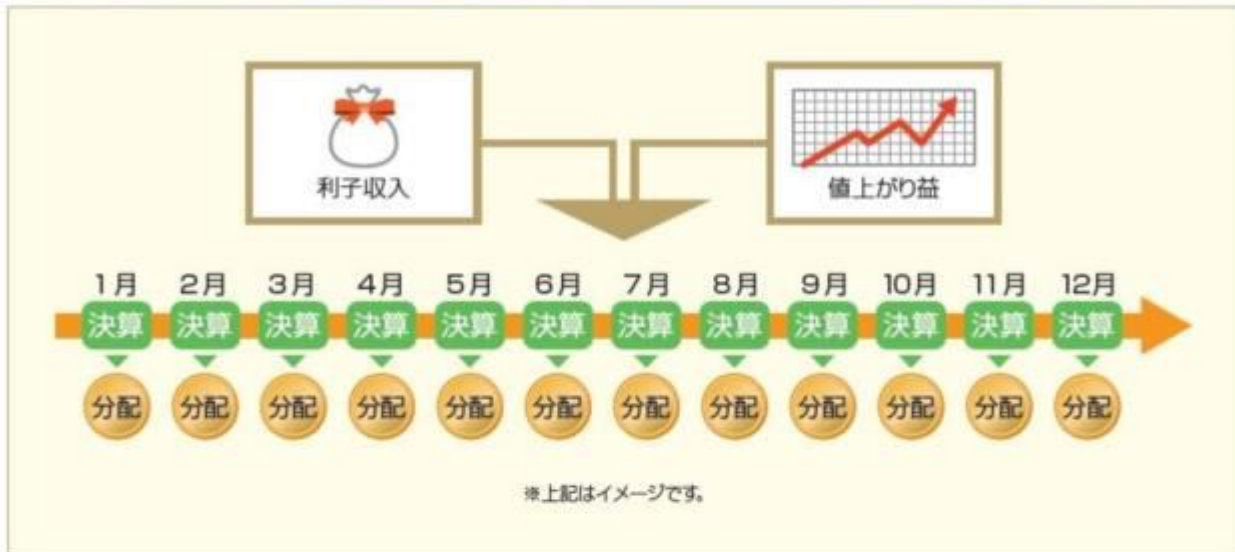 利子収入
値上がり益
1月 2月 3月 4月 5月 6月 7月 8月 9月 10月 11月 12月
決算 決算 決算 決算 決算 決算 決算 決算 決算 決算 決算 決算
分配 分配 分配 分配 分配 分配 分配 分配 分配 分配 分配 分配
※上記はイメージです。